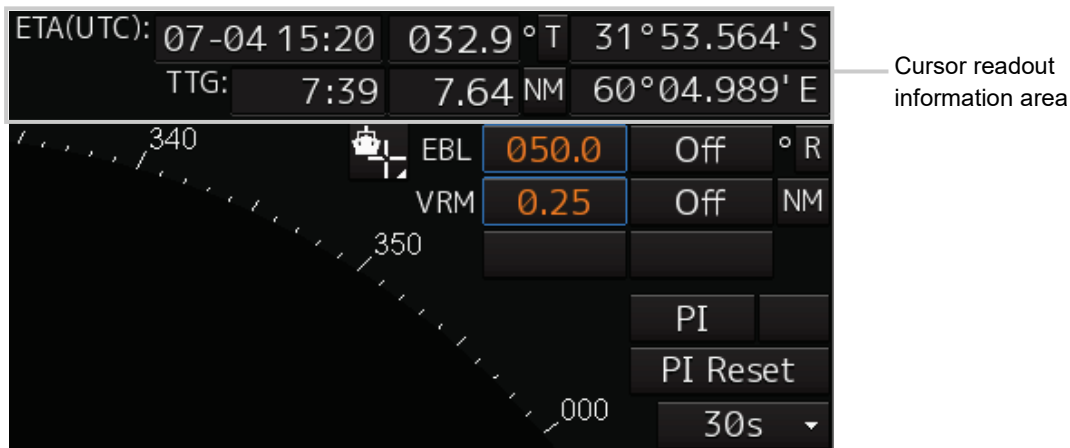 ETA(UTC): 07-04 15:20 032.9 ° T 31°53.564' S
TTG: 7:39 7.64 NM 60°04.989' E
Cursor readout
information area
340 EBL 050.0 Off ° R
VRM 0.25 Off NM
350
PI
PI Reset
000 30s